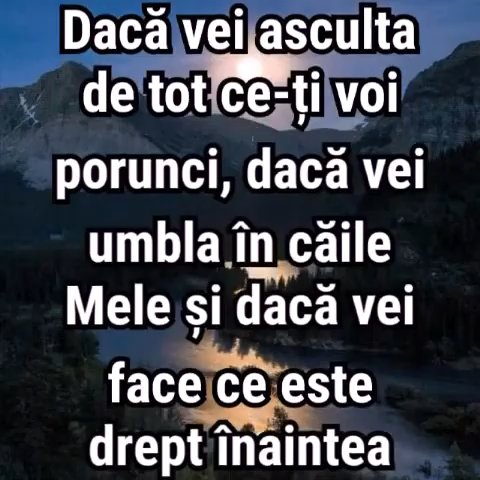 Dacă vei asculta
de tot ce-ți voi
porunci, dacă vei
umbla în căile
Mele și dacă vei
face ce este
drept înaintea